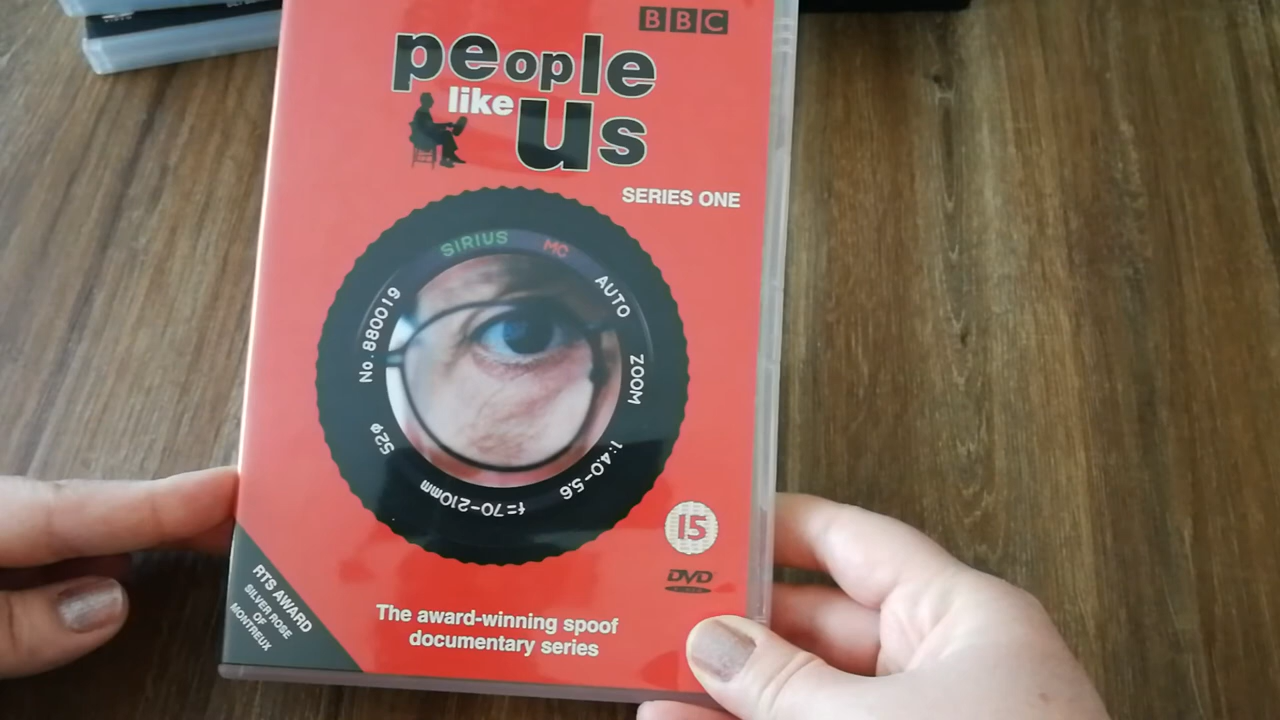 BBC
people
like
us
SERIES ONE
SIRIUS MC
AUTO
ZOOM
1:4.0-5.6
f=70-210mm
52ø
No. 880019
15
DVD
RTS AWARD
SILVER ROSE
OF
MONTREUX
The award-winning spoof
documentary series